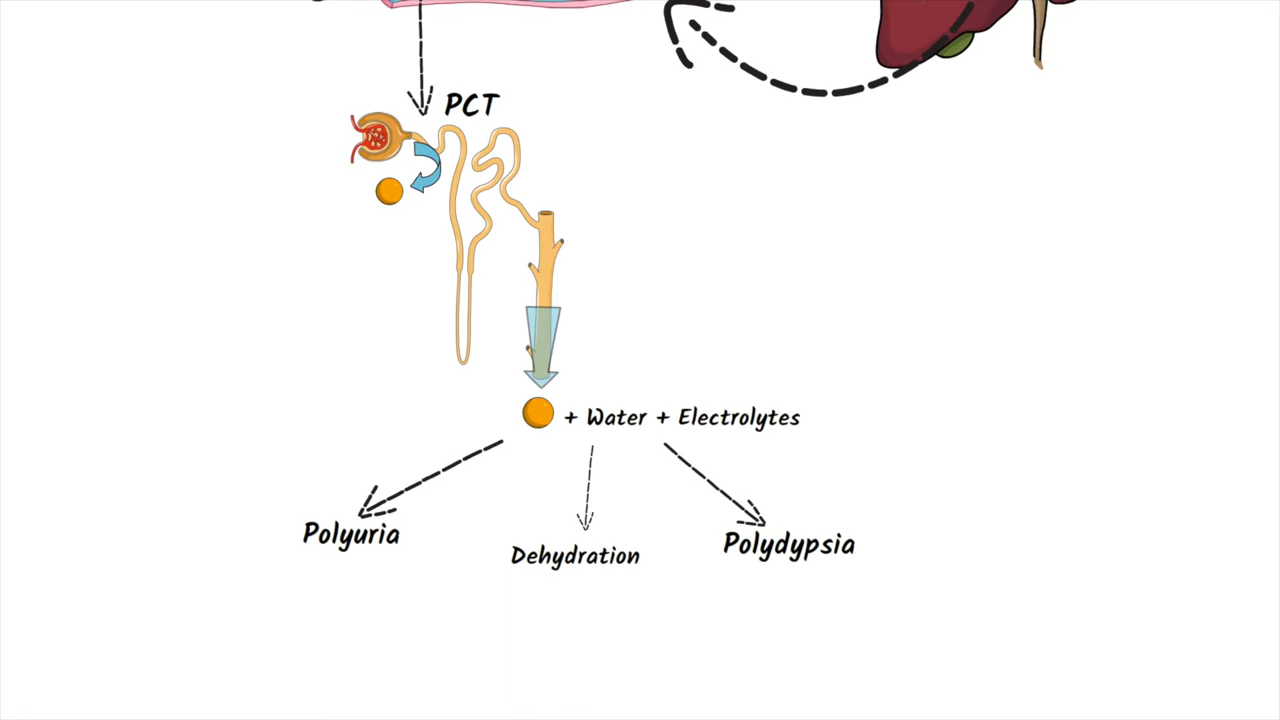 PCT
+ Water + Electrolytes
Polyuria
Dehydration
Polydypsia